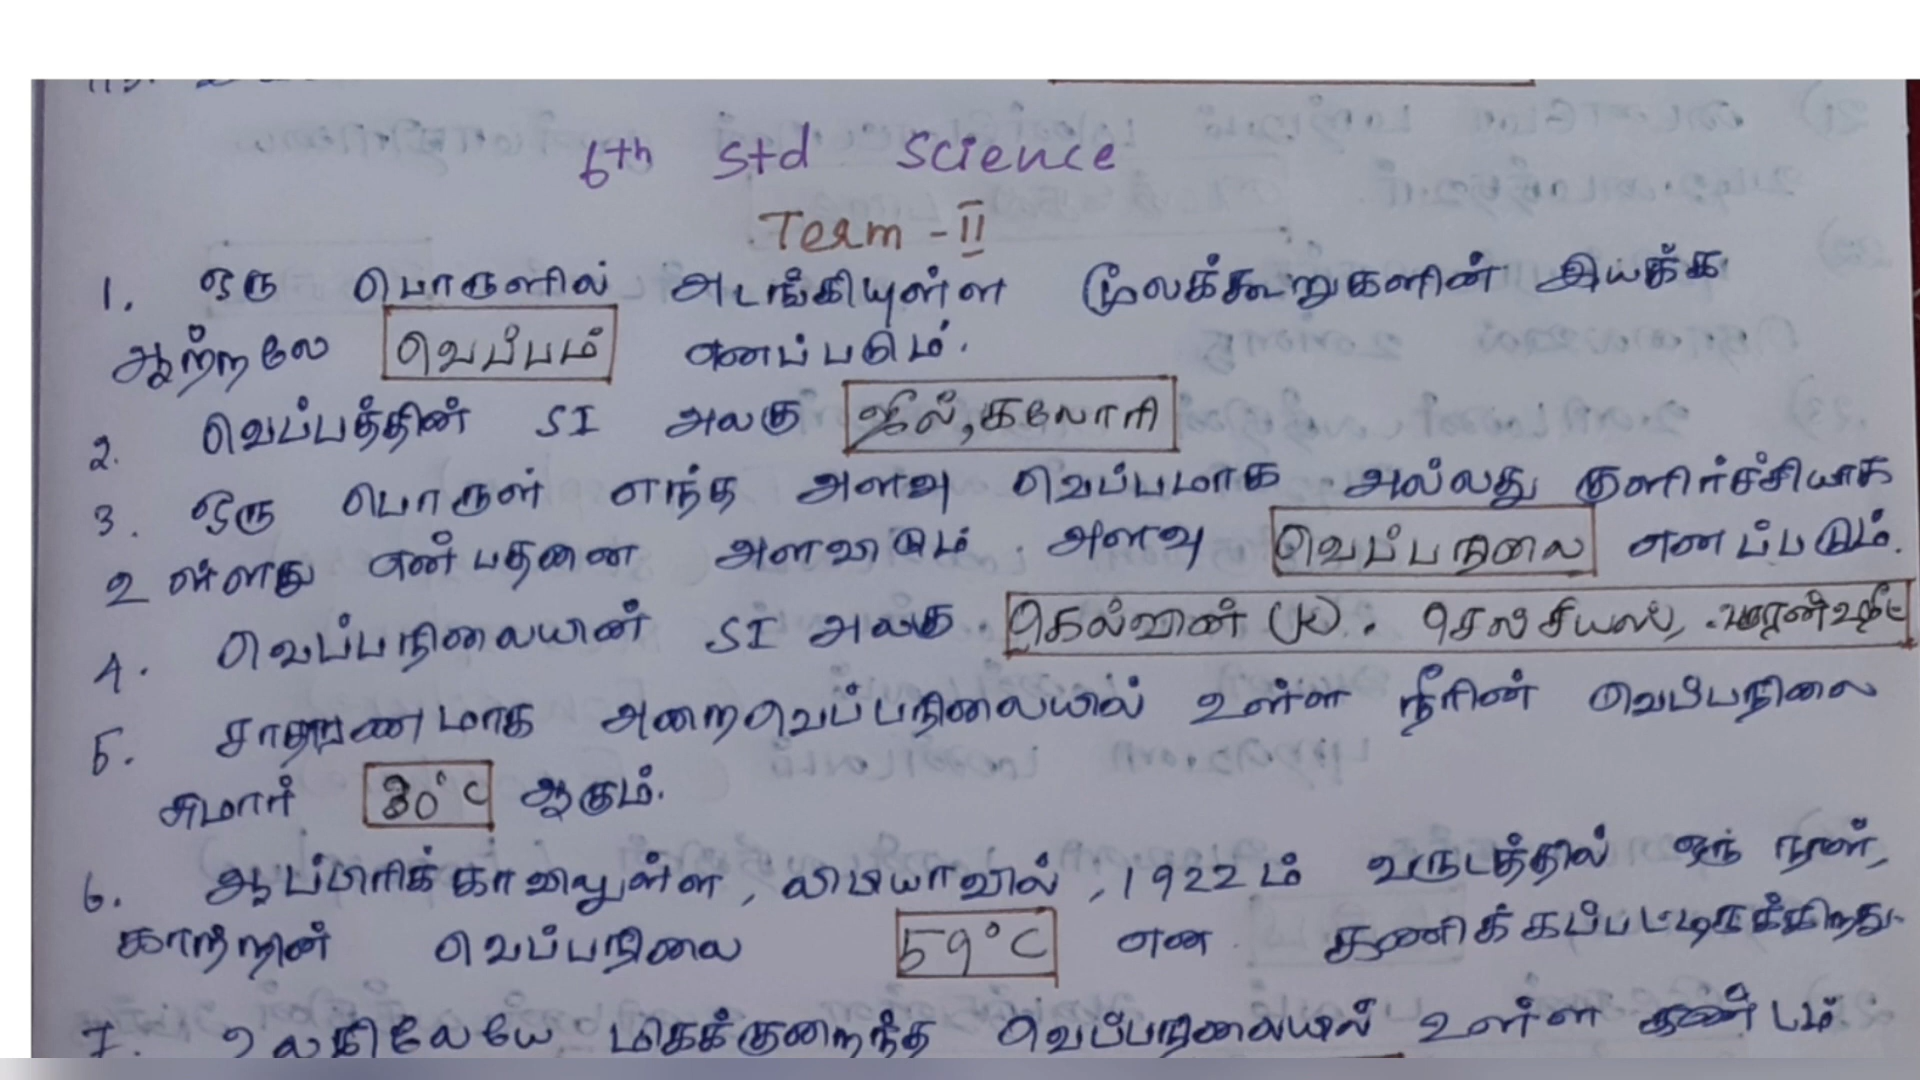 6th Std Science
Term - II
1. ஒரு பொருளில் அடங்கியுள்ள மூலக்கூறுகளின் இயக்க
ஆற்றலே வெப்பம் எனப்படும்.
2. வெப்பத்தின் SI அலகு ஜீல், கலோரி
3. ஒரு பொருள் எந்த அளவு வெப்பமாக அல்லது குளிர்ச்சியாக
உள்ளது என்பதனை அளவிடும் அளவு வெப்பநிலை எனப்படும்.
4. வெப்பநிலையின் SI அலகு. கெல்வின் (K). செல்சியஸ்,
5. சாதாரணமாக அறைவெப்பநிலையில் உள்ள நீரின் வெப்பநிலை
சுமார் 30°C ஆகும்.
6. ஆப்பிரிக்காவிலுள்ள, லிபியாவில், 1922ம் வருடத்தில் ஒரு நாள்,
காற்றின் வெப்பநிலை 59°C என கணிக்கப்பட்டிருக்கிறது.
7. உலகிலேயே மிகக்குறைந்த வெப்பநிலையில் உள்ள கண்டம்